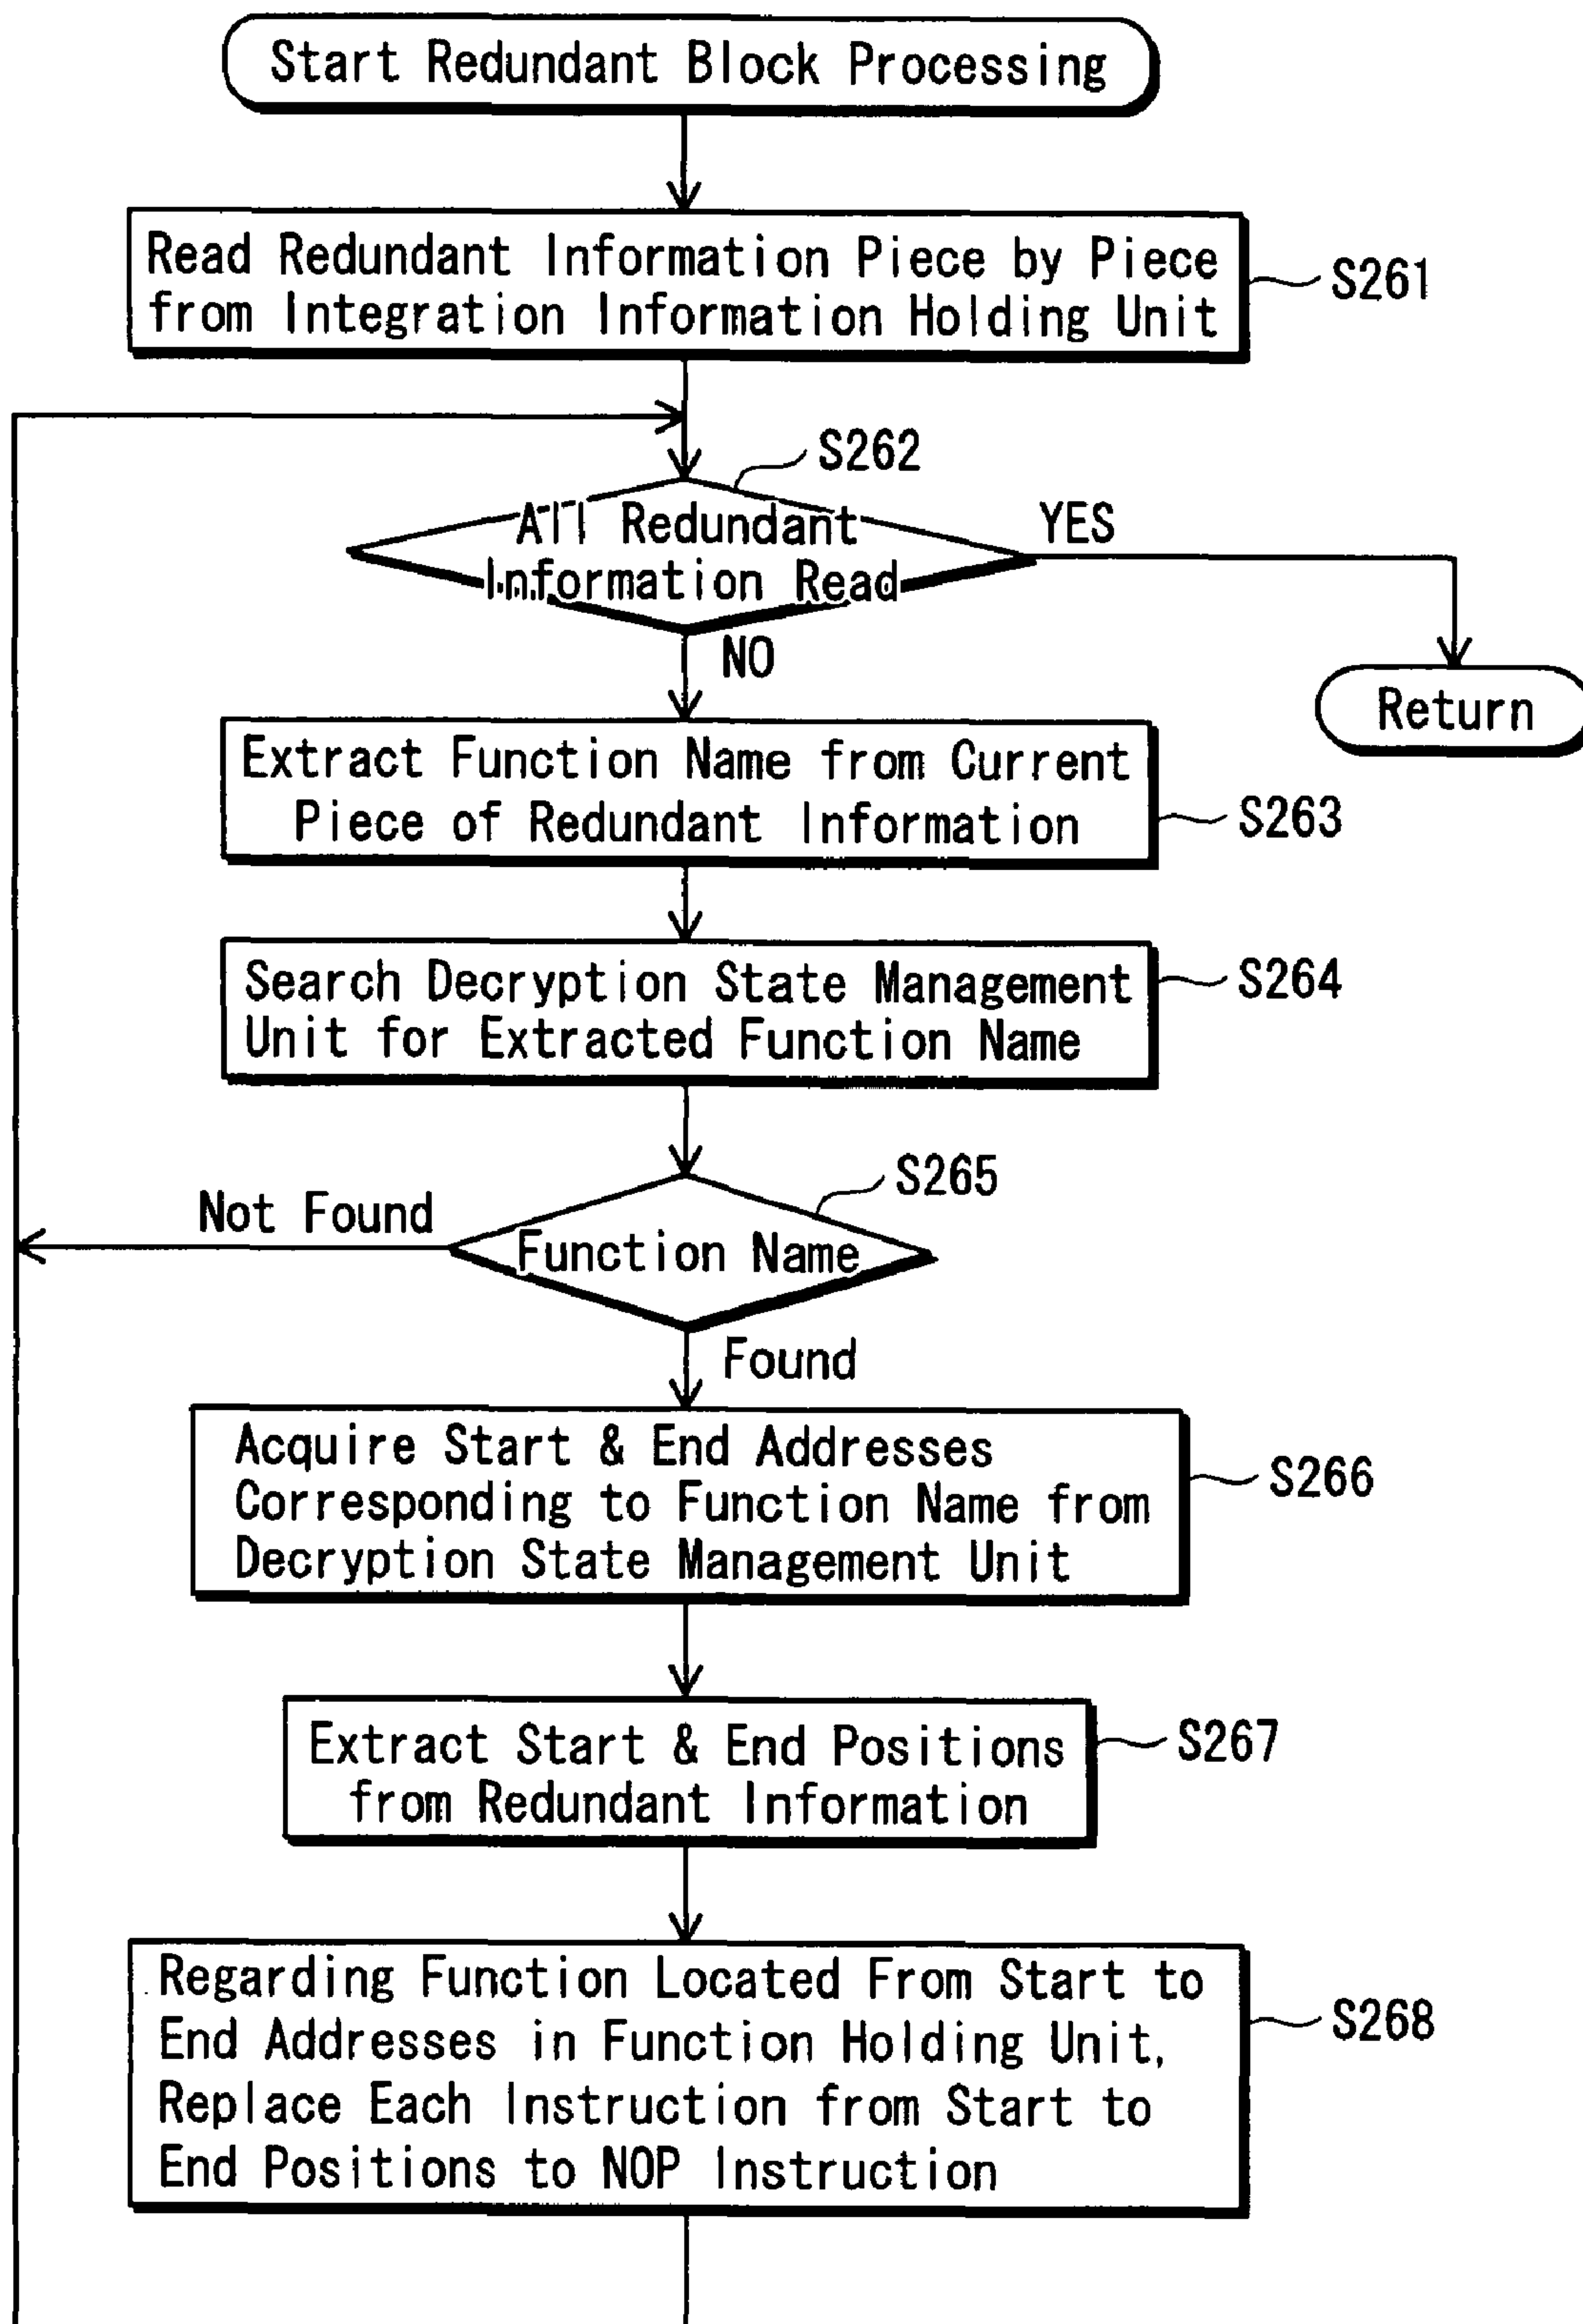 Start Redundant Block Processing
Read Redundant Information Piece by Piece
from Integration Information Holding Unit
S261
S262
All Redundant
Information Read
YES
NO
Return
Extract Function Name from Current
Piece of Redundant Information
S263
Search Decryption State Management
Unit for Extracted Function Name
S264
S265
Not Found
Function Name
Found
Acquire Start & End Addresses
Corresponding to Function Name from
Decryption State Management Unit
S266
Extract Start & End Positions
from Redundant Information
S267
Regarding Function Located From Start to
End Addresses in Function Holding Unit,
Replace Each Instruction from Start to
End Positions to NOP Instruction
S268